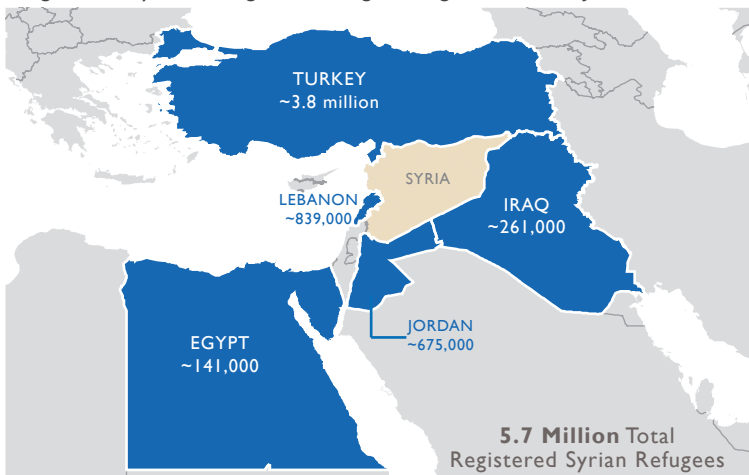 TURKEY
~3.8 million
SYRIA
LEBANON
~839,000
IRAQ
~261,000
JORDAN
~675,000
EGYPT
~141,000
5.7 Million Total
Registered Syrian Refugees